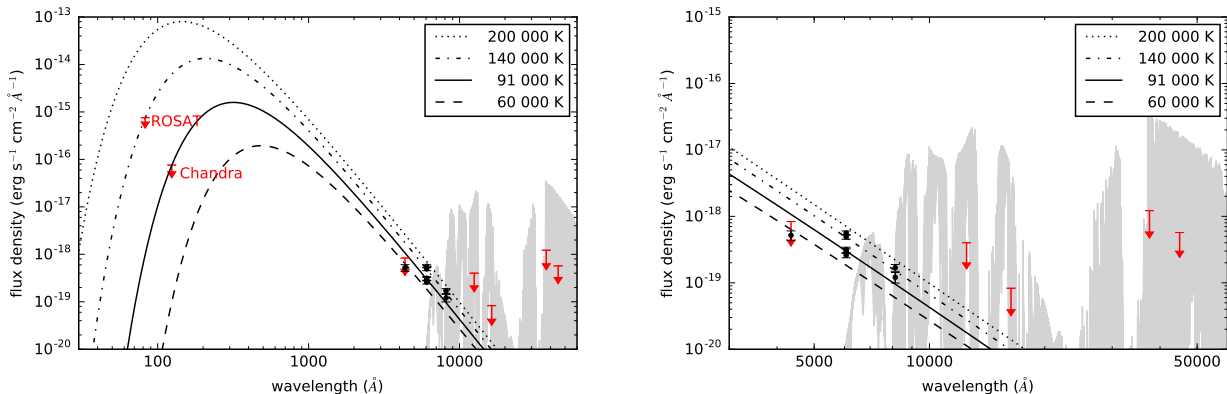 10⁻¹³
10⁻¹⁴
10⁻¹⁵
10⁻¹⁶
10⁻¹⁷
10⁻¹⁸
10⁻¹⁹
10⁻²⁰
flux density (erg s⁻¹ cm⁻² Å⁻¹)
200 000 K
140 000 K
91 000 K
60 000 K
ROSAT
Chandra
100
1000
10000
wavelength (Å)
10⁻¹⁵
10⁻¹⁶
10⁻¹⁷
10⁻¹⁸
10⁻¹⁹
10⁻²⁰
flux density (erg s⁻¹ cm⁻² Å⁻¹)
200 000 K
140 000 K
91 000 K
60 000 K
5000
10000
50000
wavelength (Å)